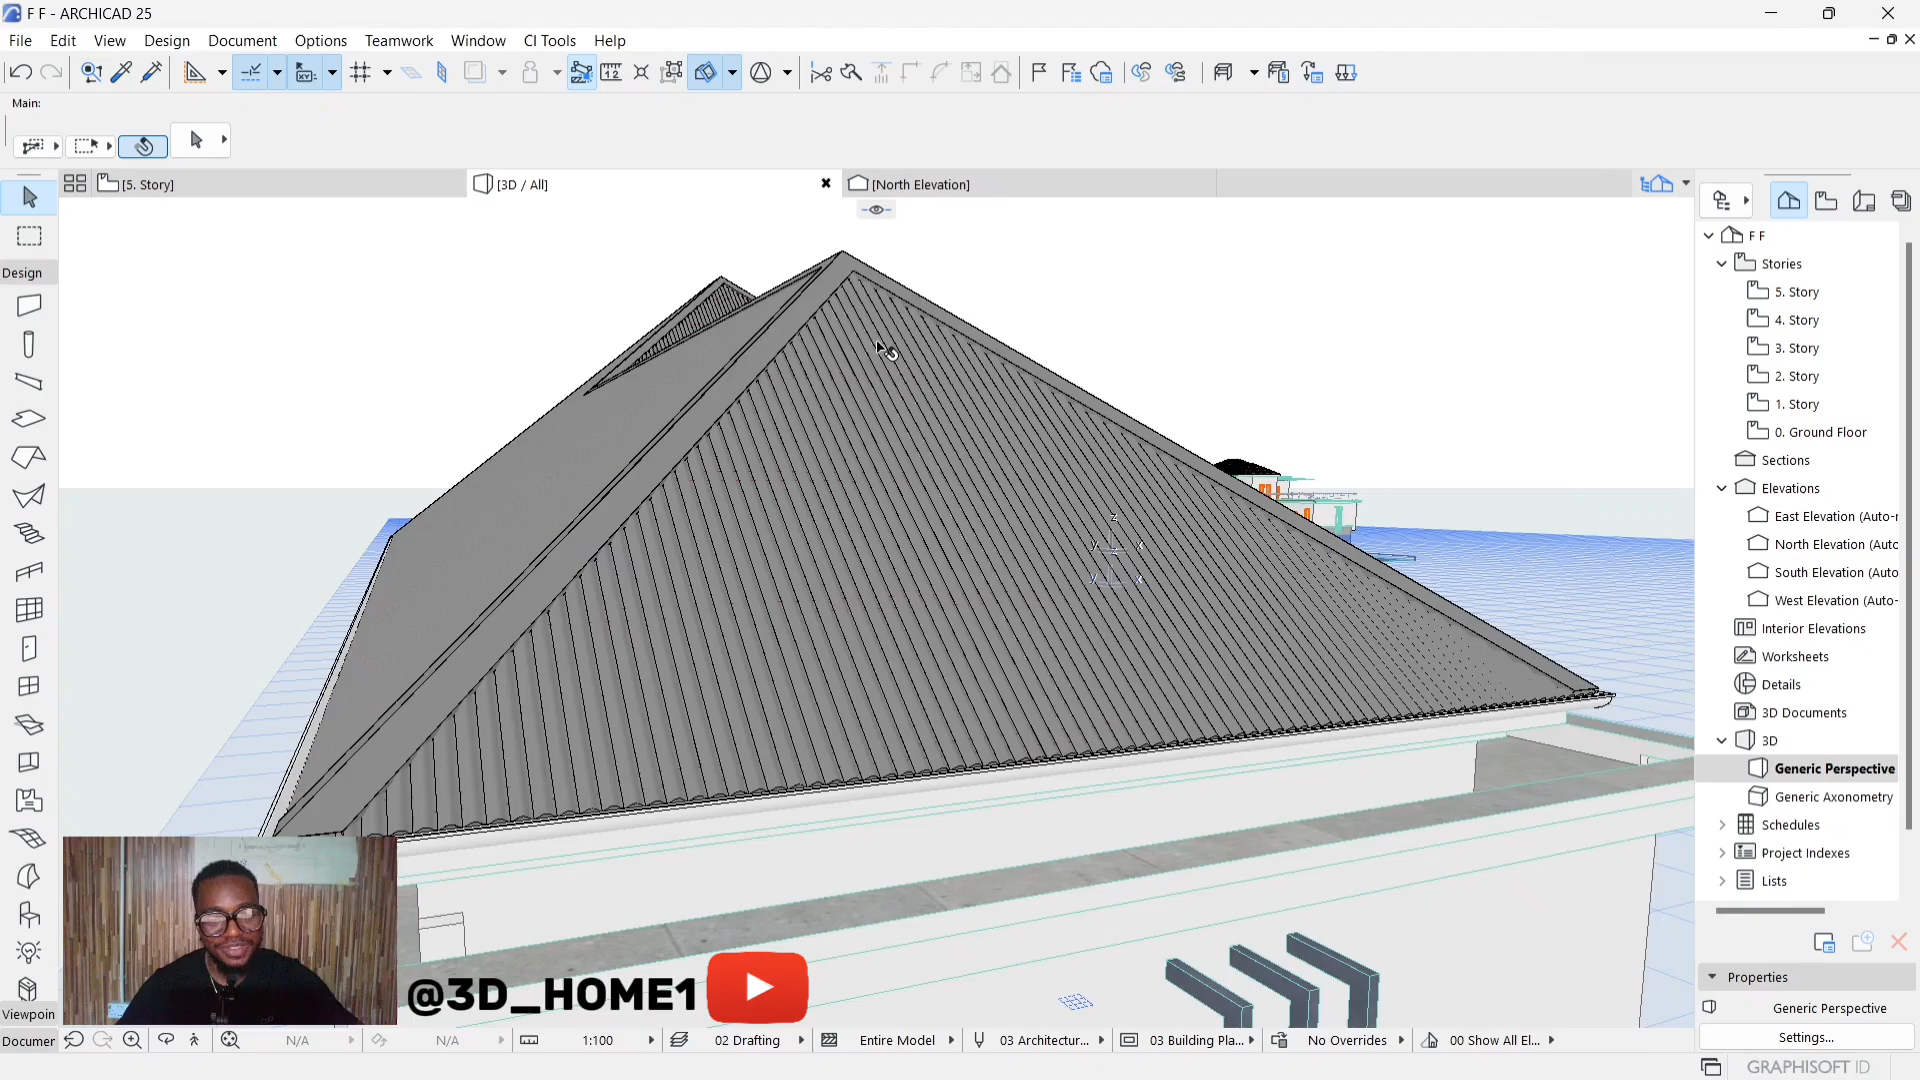 F F - ARCHICAD 25
File Edit View Design Document Options Teamwork Window CI Tools Help
Main:
[5. Story]
[3D / All]
[North Elevation]
Design
Viewpoin
Documer
F F
Stories
5. Story
4. Story
3. Story
2. Story
1. Story
0. Ground Floor
Sections
Elevations
East Elevation (Auto-r
North Elevation (Auto
South Elevation (Auto
West Elevation (Auto-
Interior Elevations
Worksheets
Details
3D Documents
3D
Generic Perspective
Generic Axonometry
Schedules
Project Indexes
Lists
Properties
Generic Perspective
Settings...
z
y x
z
y x
@3D_HOME1
N/A N/A 1:100 02 Drafting Entire Model 03 Architectur... 03 Building Pla... No Overrides 00 Show All El...
GRAPHISOFT ID